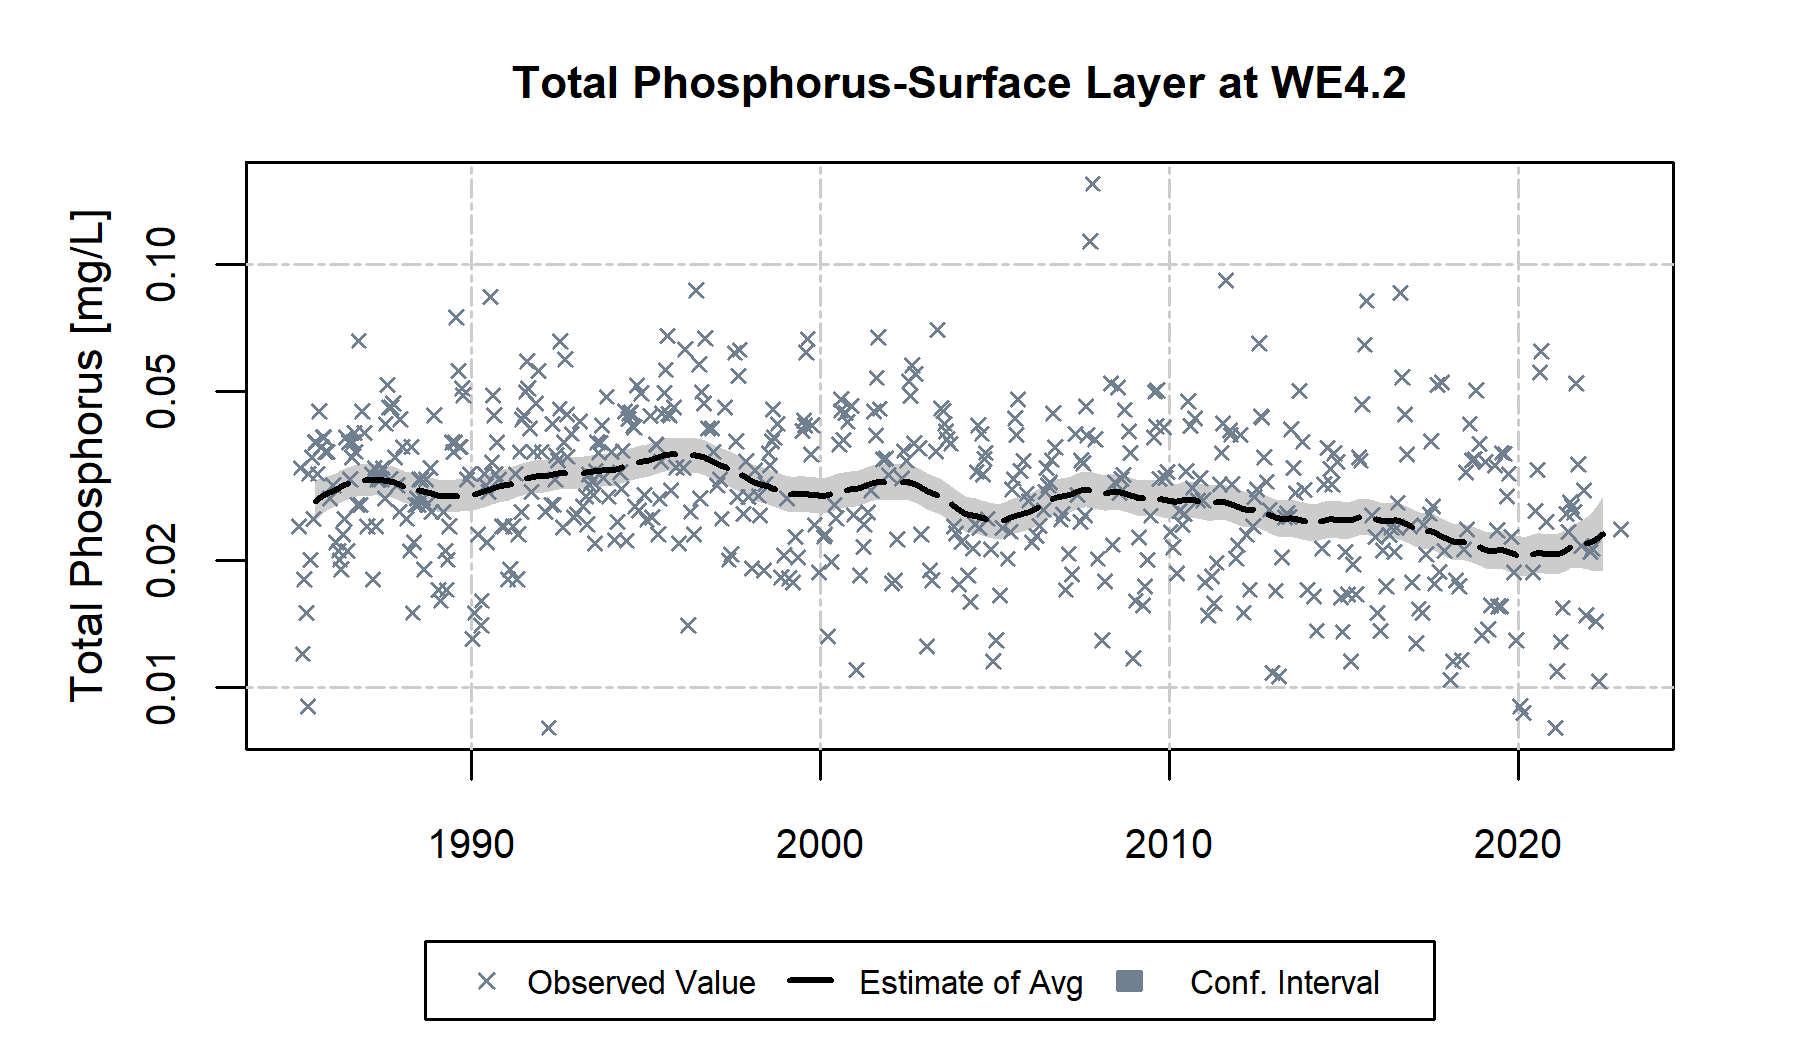 Total Phosphorus-Surface Layer at WE4.2
Total Phosphorus [mg/L]
0.10
0.05
0.02
0.01
1990 2000 2010 2020
Observed Value Estimate of Avg Conf. Interval